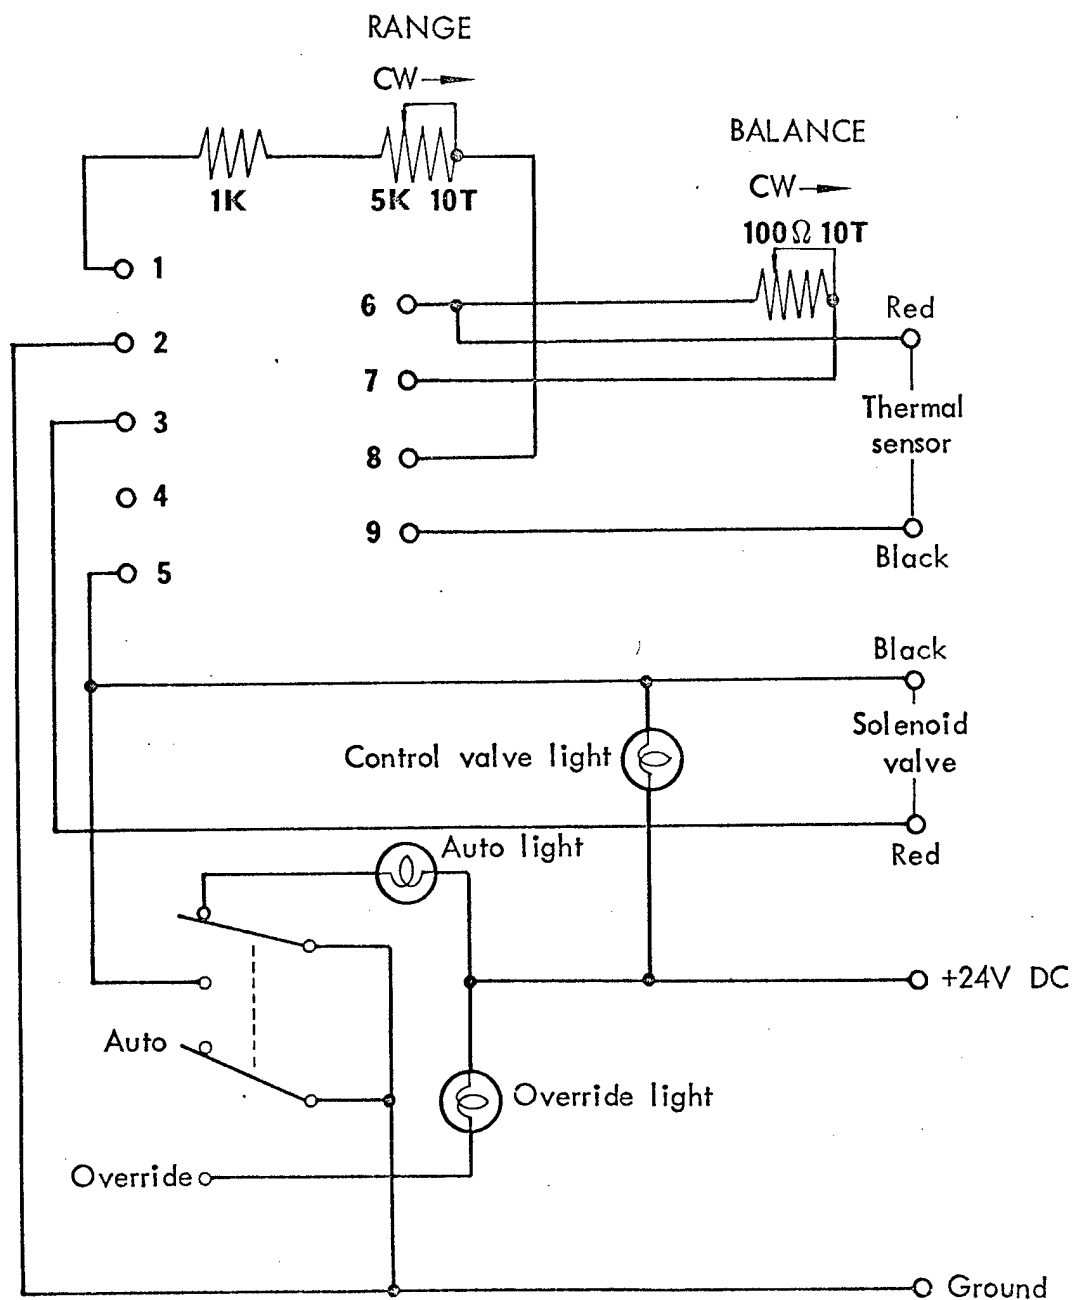 RANGE
CW
1K
5K 10T
BALANCE
CW
100Ω 10T
1
2
3
4
5
6
7
8
9
Red
Thermal
sensor
Black
Black
Solenoid
valve
Red
Control valve light
Auto light
+24V DC
Auto
Override light
Override
Ground